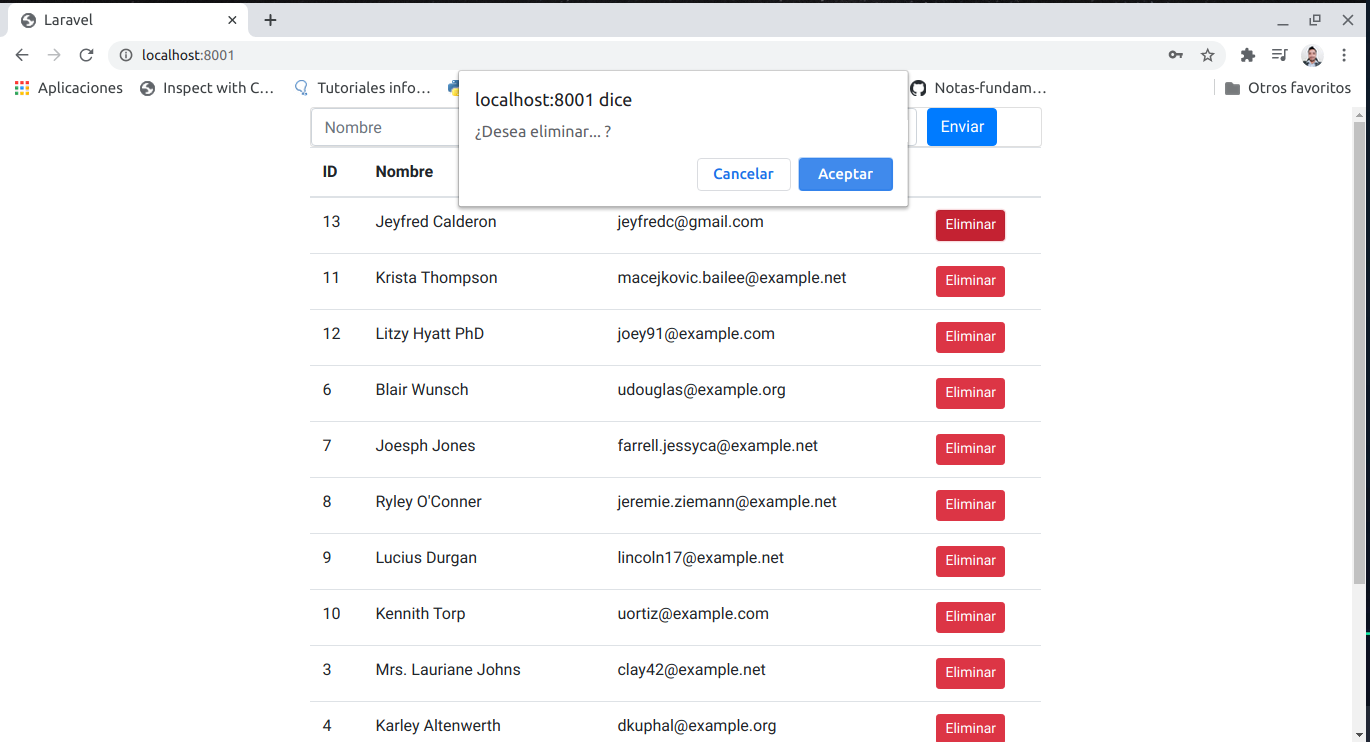 Laravel
localhost:8001
Aplicaciones Inspect with C... Tutoriales info... Notas-fundam... Otros favoritos
localhost:8001 dice
¿Desea eliminar... ?
Cancelar Aceptar
Nombre Enviar
ID Nombre
13 Jeyfred Calderon jeyfredc@gmail.com Eliminar
11 Krista Thompson macejkovic.bailee@example.net Eliminar
12 Litzy Hyatt PhD joey91@example.com Eliminar
6 Blair Wunsch udouglas@example.org Eliminar
7 Joesph Jones farrell.jessyca@example.net Eliminar
8 Ryley O'Conner jeremie.ziemann@example.net Eliminar
9 Lucius Durgan lincoln17@example.net Eliminar
10 Kennith Torp uortiz@example.com Eliminar
3 Mrs. Lauriane Johns clay42@example.net Eliminar
4 Karley Altenwerth dkuphal@example.org Eliminar